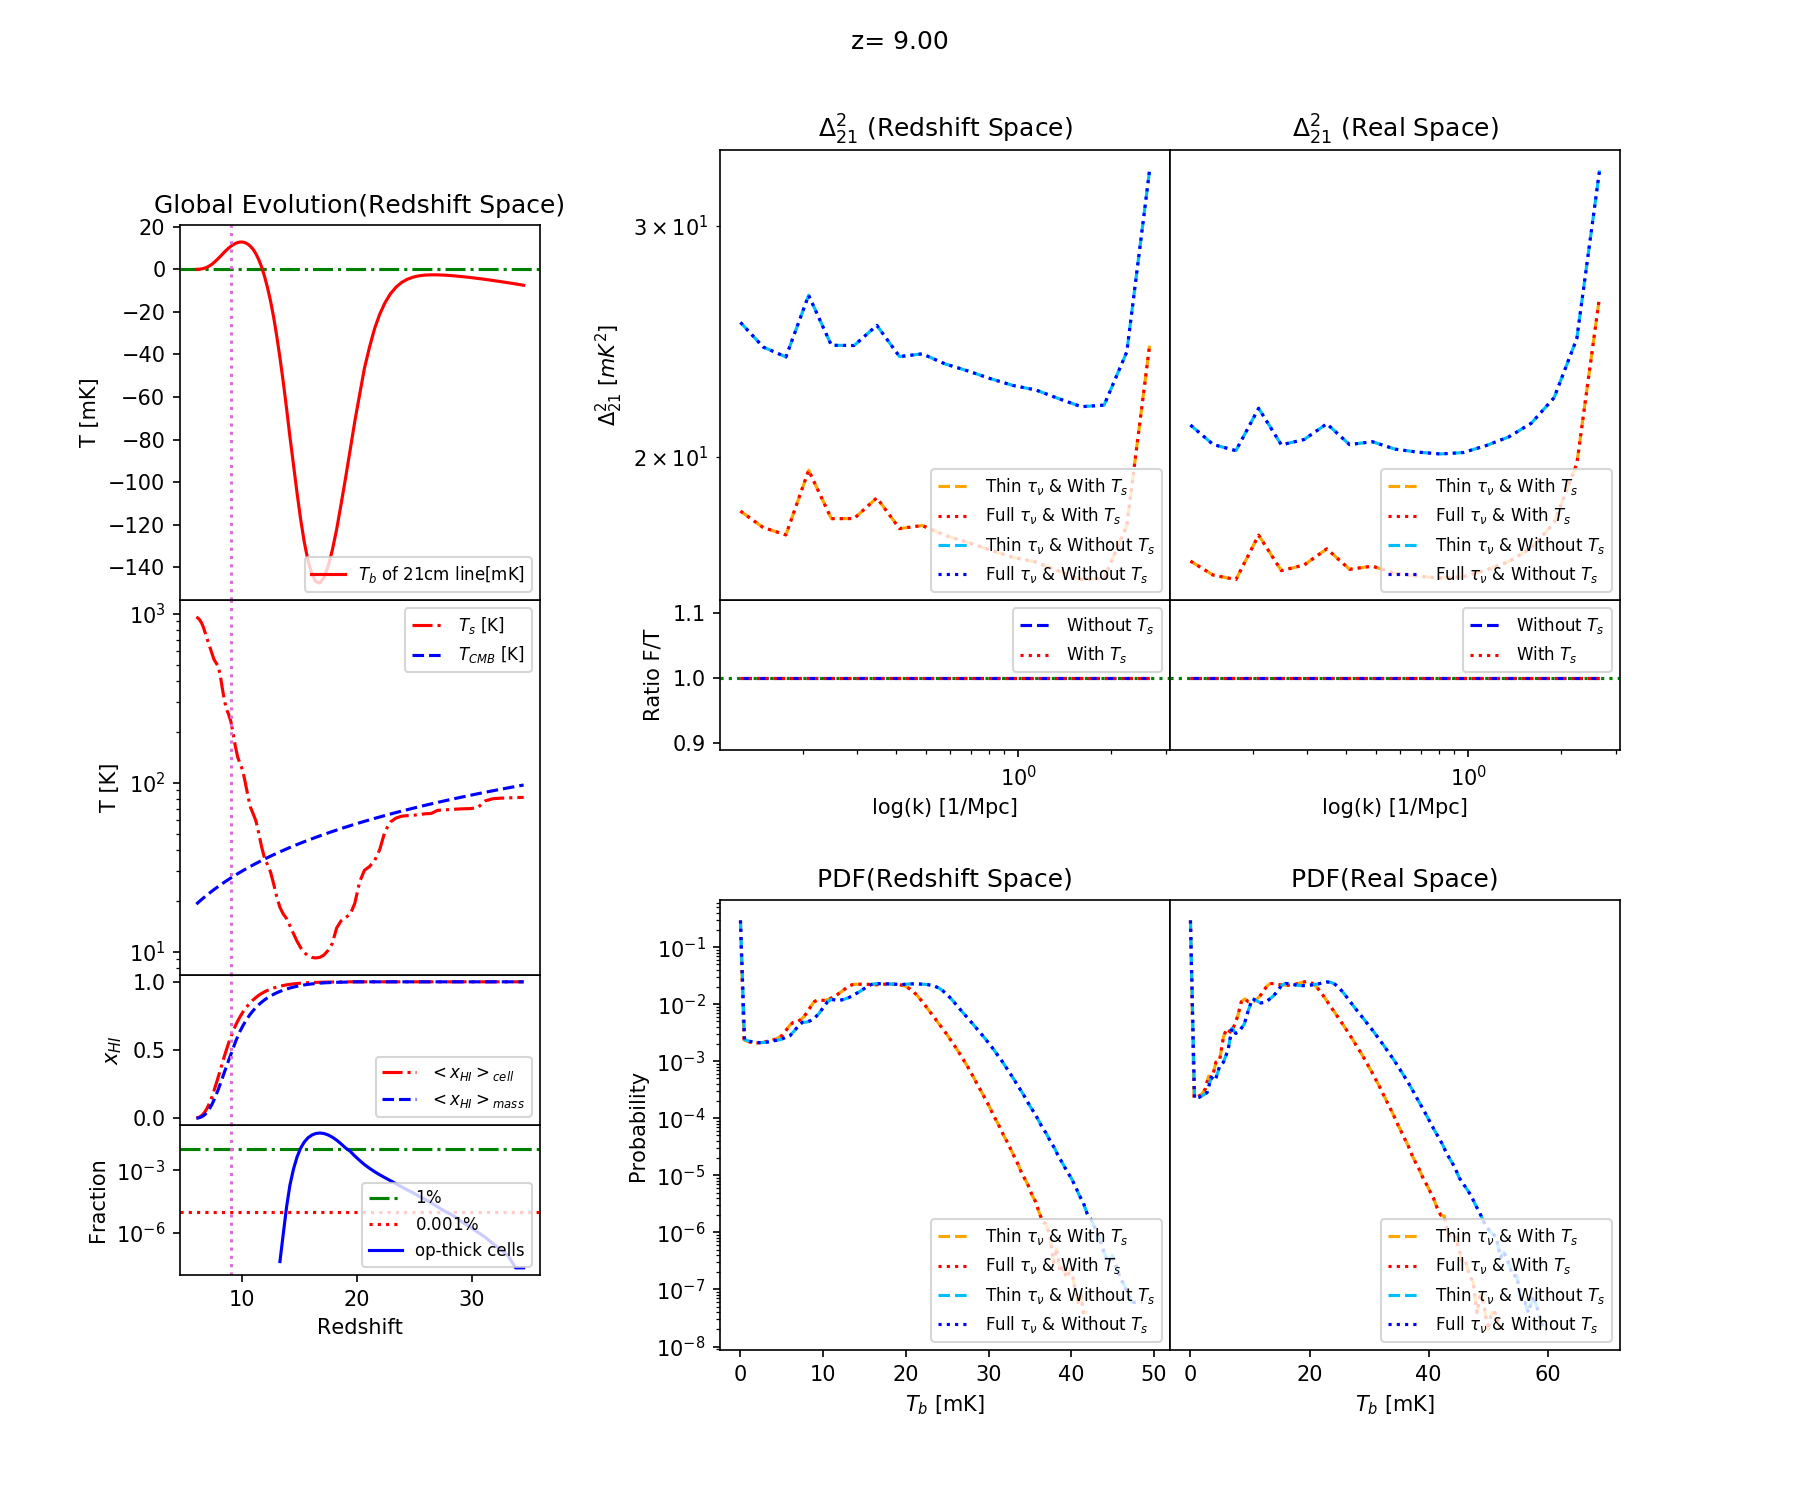 z= 9.00
Global Evolution(Redshift Space)
20
0
−20
−40
−60
−80
−100
−120
−140
T [mK]
T_b of 21cm line[mK]
10^3
10^2
10^1
T [K]
T_s [K]
T_CMB [K]
1.0
0.5
0.0
x_HI
< x_HI >_cell
< x_HI >_mass
10^−3
10^−6
Fraction
1%
0.001%
op-thick cells
10 20 30
Redshift
Δ²₂₁ (Redshift Space)
Δ²₂₁ (Real Space)
3 × 10^1
2 × 10^1
Δ²₂₁ [mK²]
Thin τ_ν & With T_s
Full τ_ν & With T_s
Thin τ_ν & Without T_s
Full τ_ν & Without T_s
Thin τ_ν & With T_s
Full τ_ν & With T_s
Thin τ_ν & Without T_s
Full τ_ν & Without T_s
1.1
1.0
0.9
Ratio F/T
Without T_s
With T_s
Without T_s
With T_s
10^0
10^0
log(k) [1/Mpc]
log(k) [1/Mpc]
PDF(Redshift Space)
PDF(Real Space)
10^−1
10^−2
10^−3
10^−4
10^−5
10^−6
10^−7
10^−8
Probability
Thin τ_ν & With T_s
Full τ_ν & With T_s
Thin τ_ν & Without T_s
Full τ_ν & Without T_s
Thin τ_ν & With T_s
Full τ_ν & With T_s
Thin τ_ν & Without T_s
Full τ_ν & Without T_s
0 10 20 30 40 50
0 20 40 60
T_b [mK]
T_b [mK]